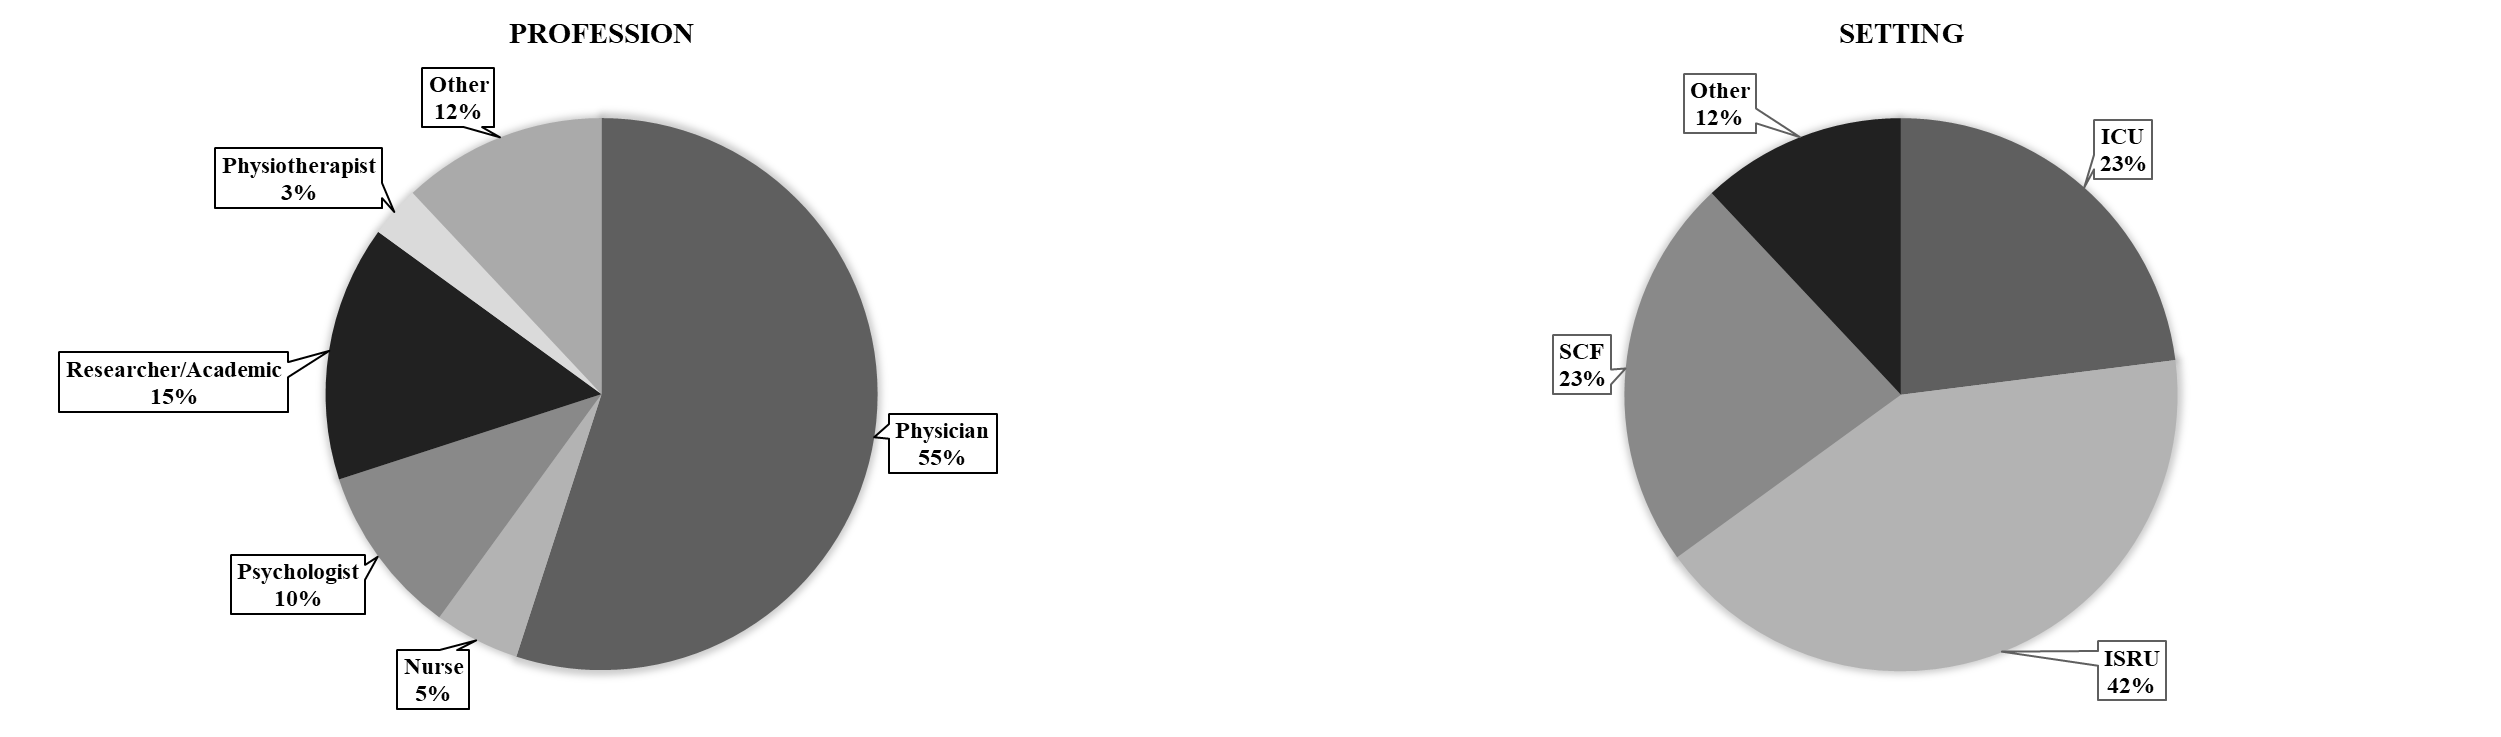 PROFESSION
Other
12%
Physiotherapist
3%
Researcher/Academic
15%
Physician
55%
Psychologist
10%
Nurse
5%
SETTING
Other
12%
ICU
23%
SCF
23%
ISRU
42%